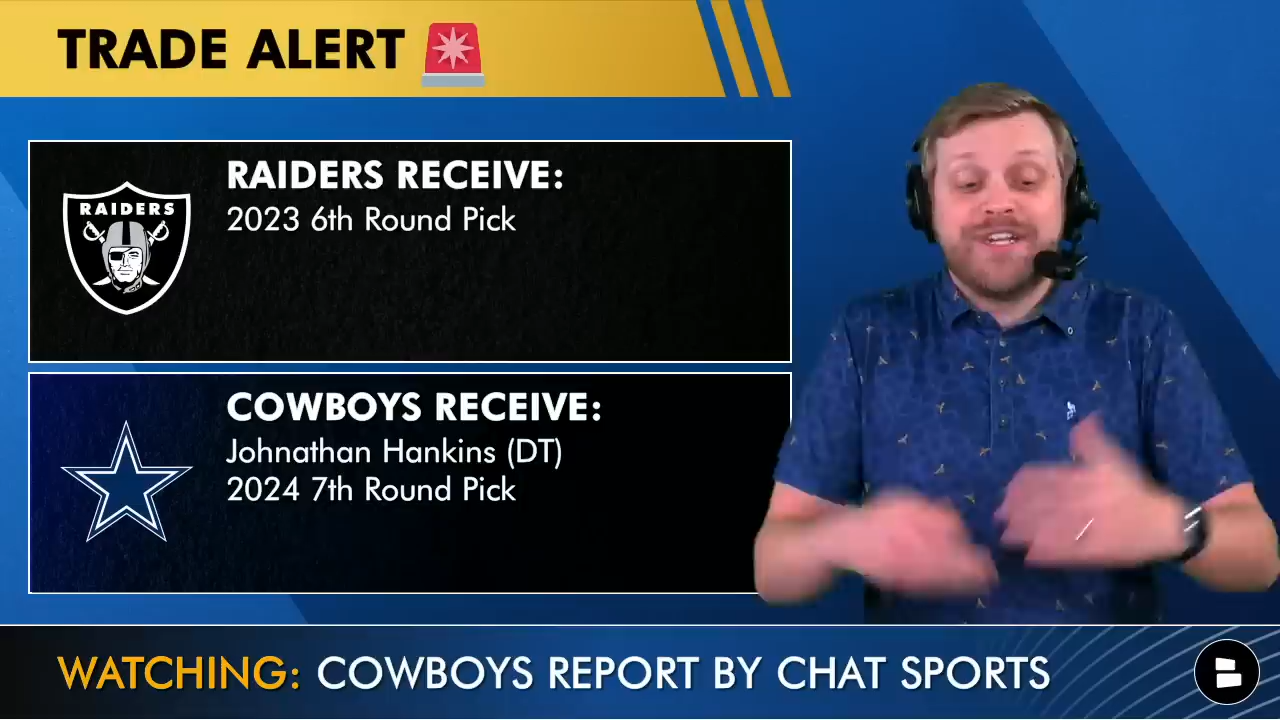 TRADE ALERT
RAIDERS RECEIVE:
2023 6th Round Pick
RAIDERS
COWBOYS RECEIVE:
Johnathan Hankins (DT)
2024 7th Round Pick
WATCHING: COWBOYS REPORT BY CHAT SPORTS